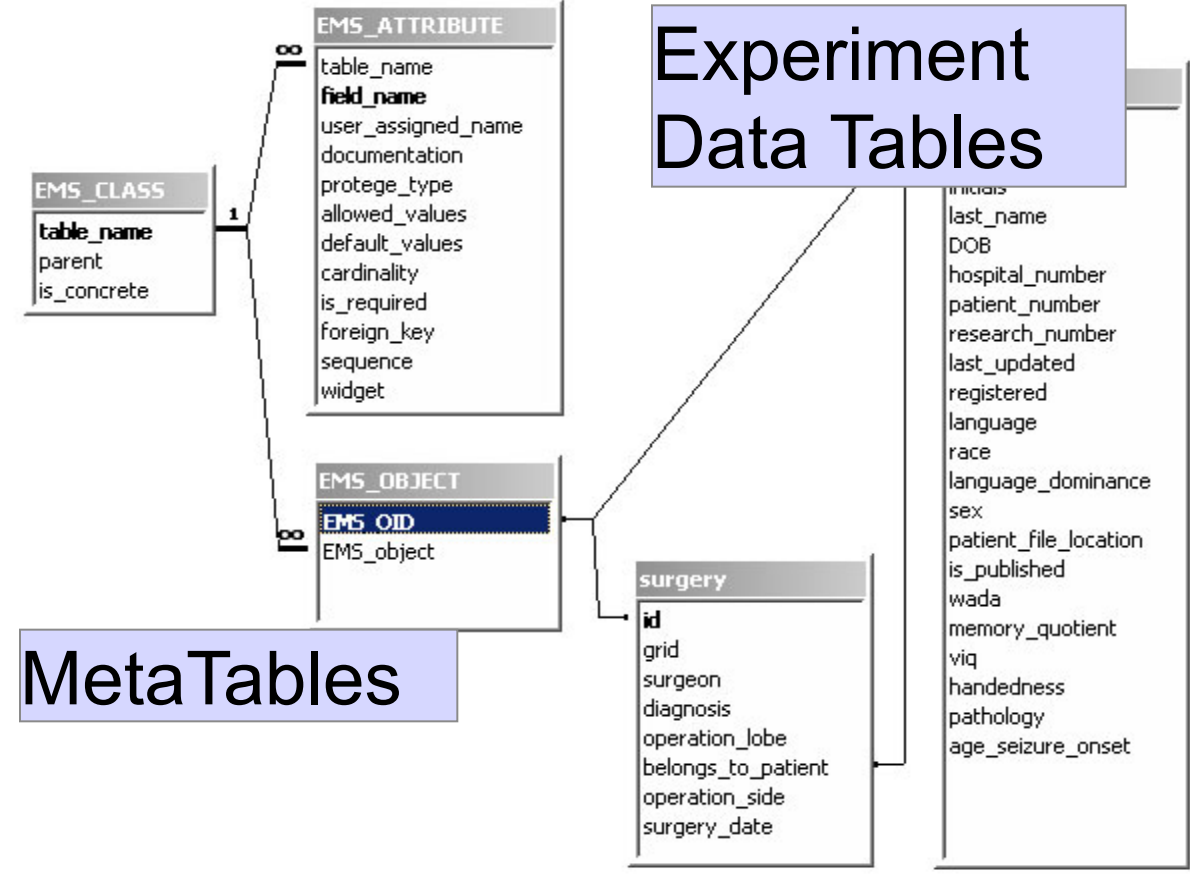 EMS_ATTRIBUTE
table_name
field_name
user_assigned_name
documentation
protege_type
allowed_values
default_values
cardinality
is_required
foreign_key
sequence
widget
EMS_CLASS
table_name
parent
is_concrete
1
∞
∞
EMS_OBJECT
EMS_OID
EMS_object
MetaTables
surgery
id
grid
surgeon
diagnosis
operation_lobe
belongs_to_patient
operation_side
surgery_date
Experiment
Data Tables
initials
last_name
DOB
hospital_number
patient_number
research_number
last_updated
registered
language
race
language_dominance
sex
patient_file_location
is_published
wada
memory_quotient
viq
handedness
pathology
age_seizure_onset